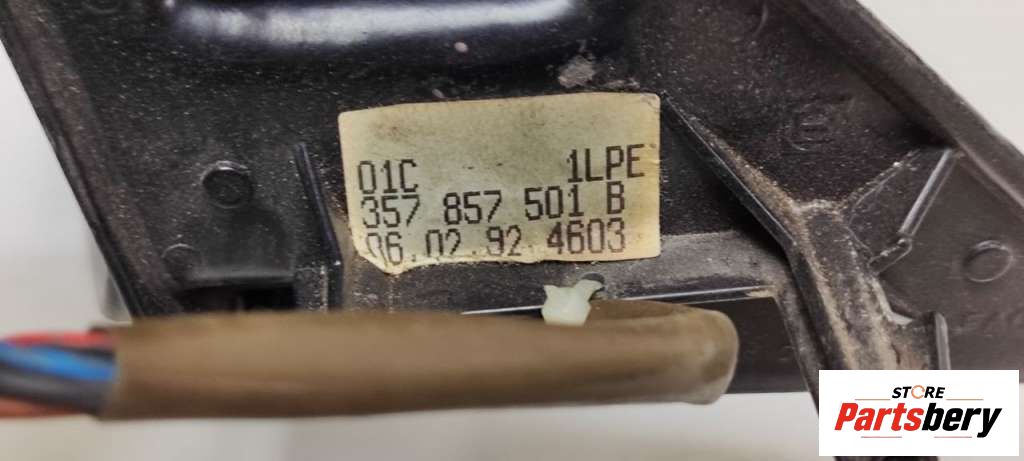 01C 1LPE
357 857 501 B
06.02.92 4603
STORE
Partsbery